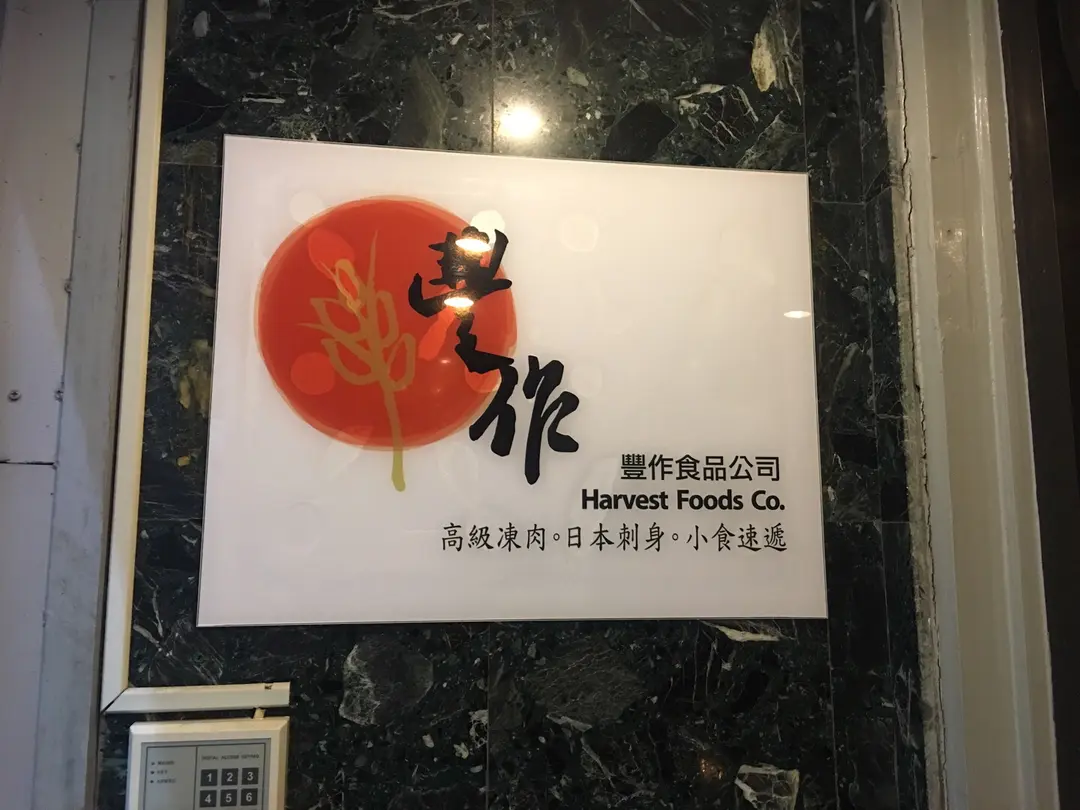 豐作
豐作食品公司
Harvest Foods Co.
高級凍肉。日本刺身。小食速遞
1 2 3
4 5 6